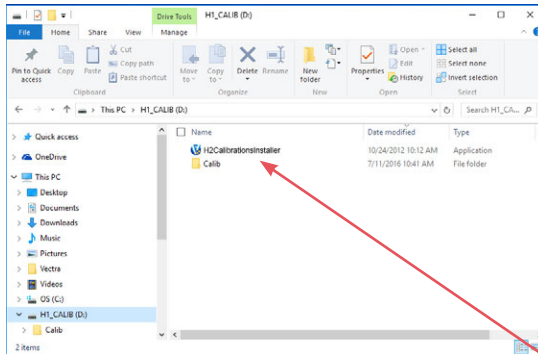 Drive Tools H1_CALIB (D:)
File Home Share View Manage
Pin to Quick access
Copy
Paste
Cut
Copy path
Paste shortcut
Move to
Copy to
Delete
Rename
New folder
Properties
Open
Edit
History
Select all
Select none
Invert selection
Clipboard Organize New Open Select
This PC > H1_CALIB (D:)
Search H1_CA...
Name Date modified Type
H2CalibrationsInstaller 10/24/2012 10:12 AM Application
Calib 7/11/2016 10:41 AM File folder
Quick access
OneDrive
This PC
Desktop
Documents
Downloads
Music
Pictures
Vectra
Videos
OS (C:)
H1_CALIB (D:)
Calib
2 items